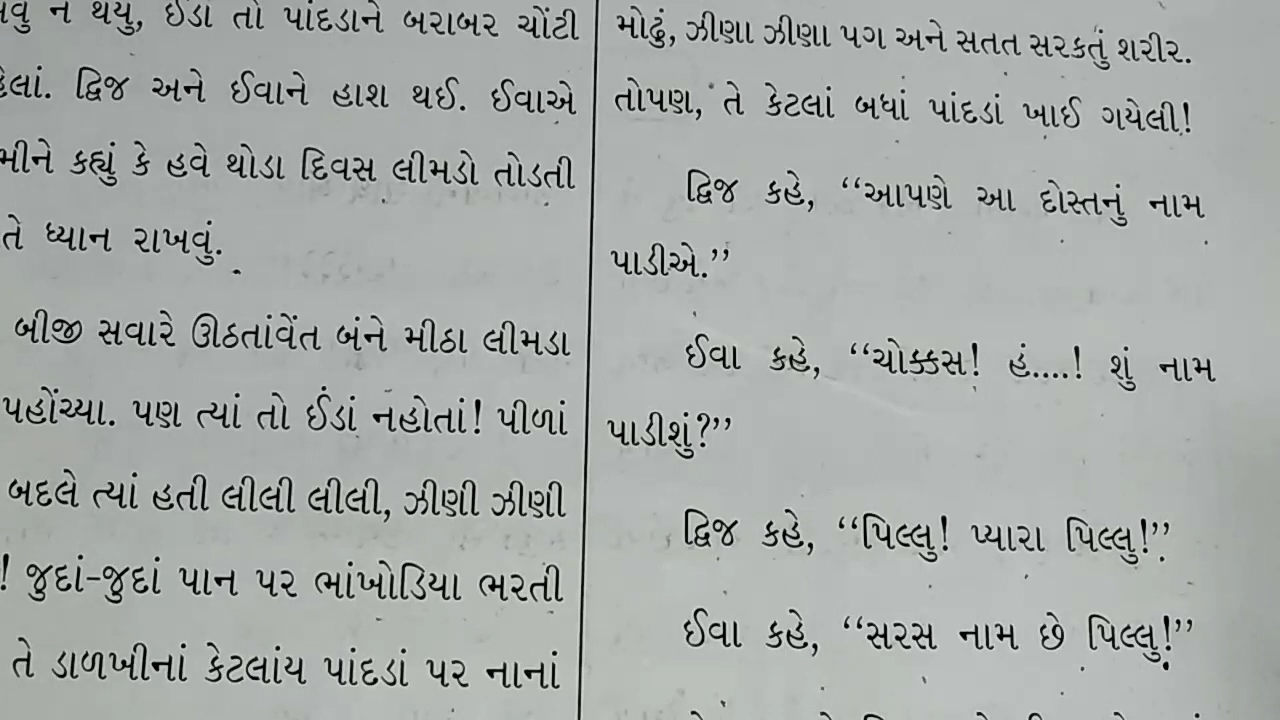 ન થયુ, ઈંડા તો પાંદડાને બરાબર ચોંટી
દ્વિજ અને ઈવાને હાશ થઈ. ઈવાએ
કહ્યું કે હવે થોડા દિવસ લીમડો તોડતી
તે ધ્યાન રાખવું.
બીજી સવારે ઊઠતાંવેંત બંને મીઠા લીમડા
પહોંચ્યા. પણ ત્યાં તો ઈંડાં નહોતાં! પીળાં
બદલે ત્યાં હતી લીલી લીલી, ઝીણી ઝીણી
! જુદાં-જુદાં પાન પર ભાંખોડિયા ભરતી
તે ડાળખીનાં કેટલાંય પાંદડાં પર નાનાં
મોઢું, ઝીણા ઝીણા પગ અને સતત સરકતું શરીર.
તોપણ, તે કેટલાં બધાં પાંદડાં ખાઈ ગયેલી!
દ્વિજ કહે, “આપણે આ દોસ્તનું નામ
પાડીએ.”
ઈવા કહે, “ચોક્કસ! હં....! શું નામ
પાડીશું?”
દ્વિજ કહે, “પિલ્લુ! પ્યારા પિલ્લુ!”
ઈવા કહે, “સરસ નામ છે પિલ્લુ!”